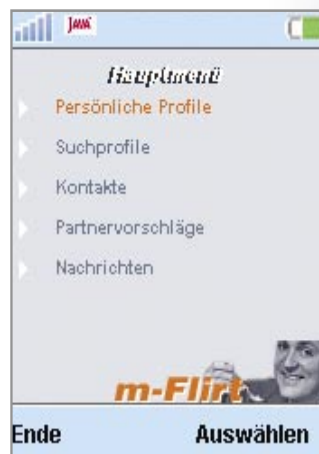 JAVA
Hauptmenü
Persönliche Profile
Suchprofile
Kontakte
Partnervorschläge
Nachrichten
m-Flirt
Ende Auswählen